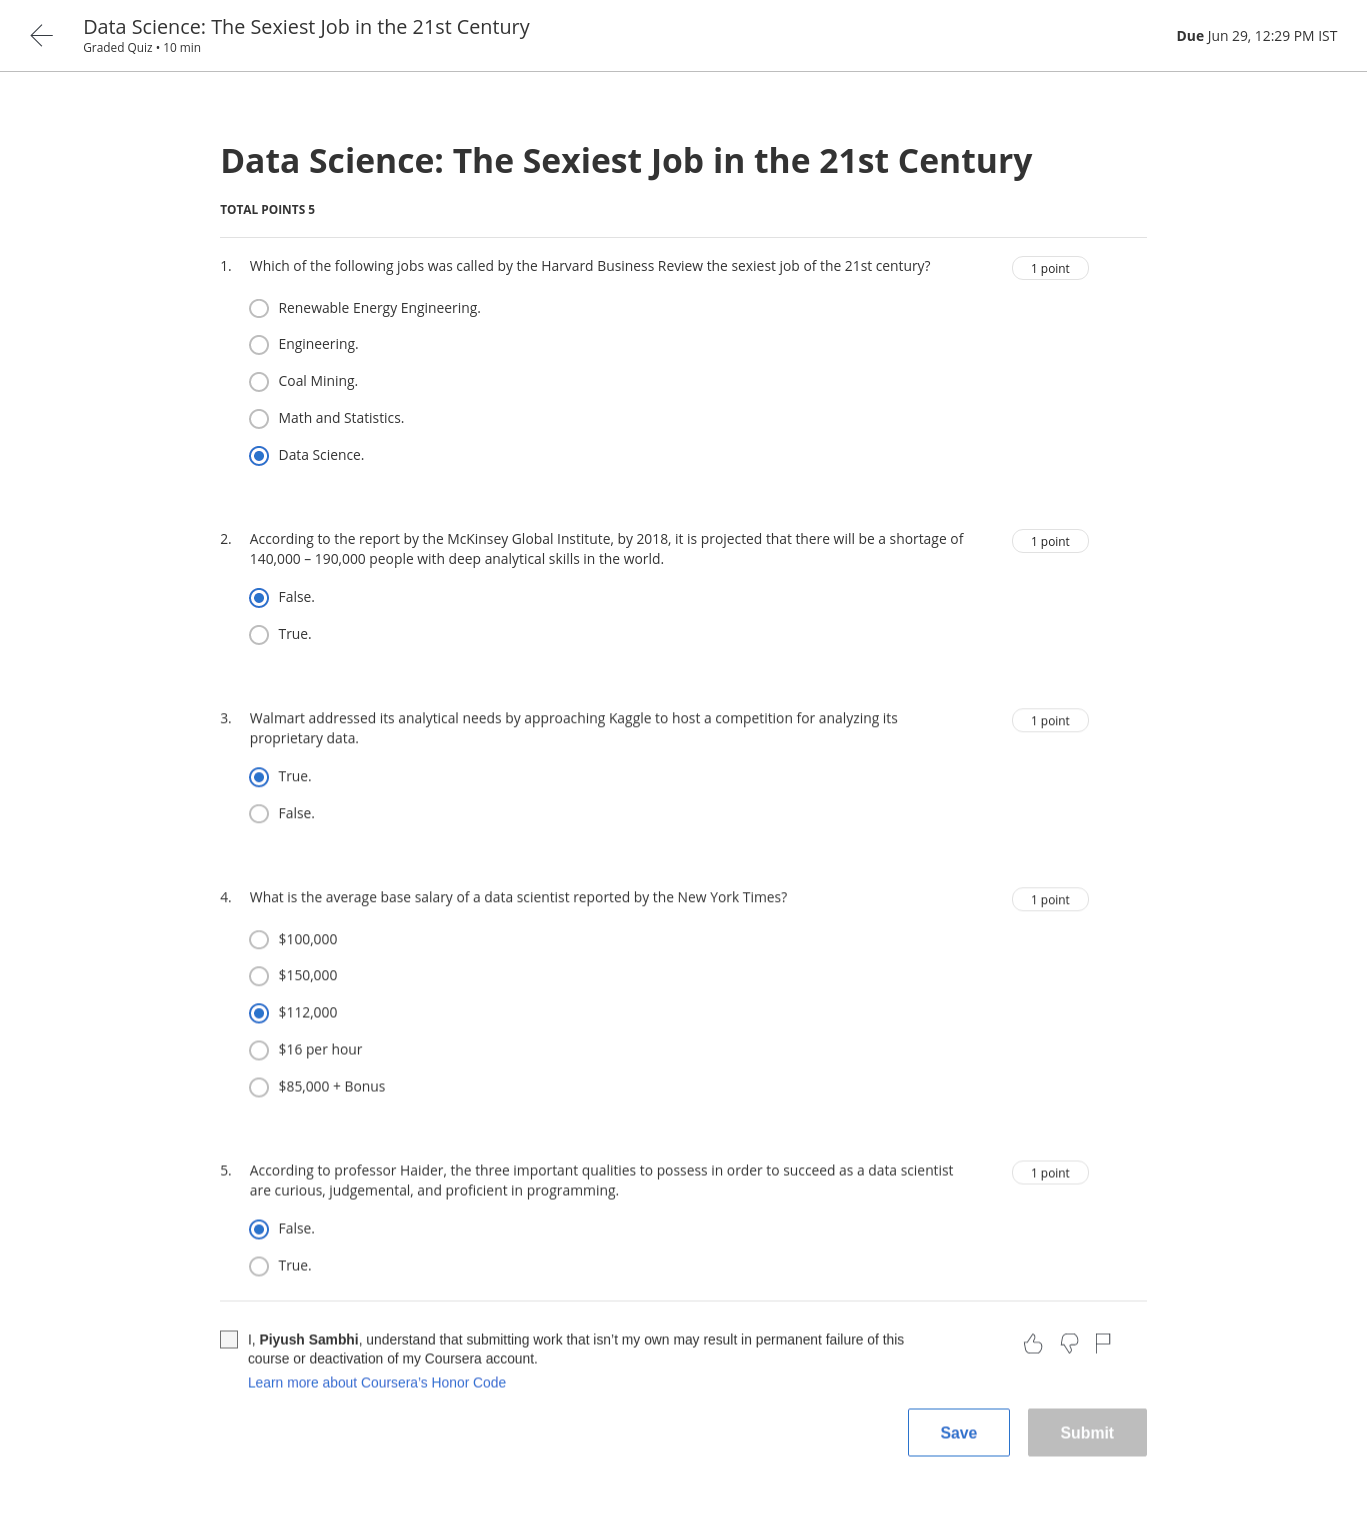 Data Science: The Sexiest Job in the 21st Century
Graded Quiz • 10 min
Due Jun 29, 12:29 PM IST
Data Science: The Sexiest Job in the 21st Century
TOTAL POINTS 5
1. Which of the following jobs was called by the Harvard Business Review the sexiest job of the 21st century?
1 point
Renewable Energy Engineering.
Engineering.
Coal Mining.
Math and Statistics.
Data Science.
2. According to the report by the McKinsey Global Institute, by 2018, it is projected that there will be a shortage of
140,000 – 190,000 people with deep analytical skills in the world.
1 point
False.
True.
3. Walmart addressed its analytical needs by approaching Kaggle to host a competition for analyzing its
proprietary data.
1 point
True.
False.
4. What is the average base salary of a data scientist reported by the New York Times?
1 point
$100,000
$150,000
$112,000
$16 per hour
$85,000 + Bonus
5. According to professor Haider, the three important qualities to possess in order to succeed as a data scientist
are curious, judgemental, and proficient in programming.
1 point
False.
True.
I, Piyush Sambhi, understand that submitting work that isn’t my own may result in permanent failure of this
course or deactivation of my Coursera account.
Learn more about Coursera’s Honor Code
Save
Submit